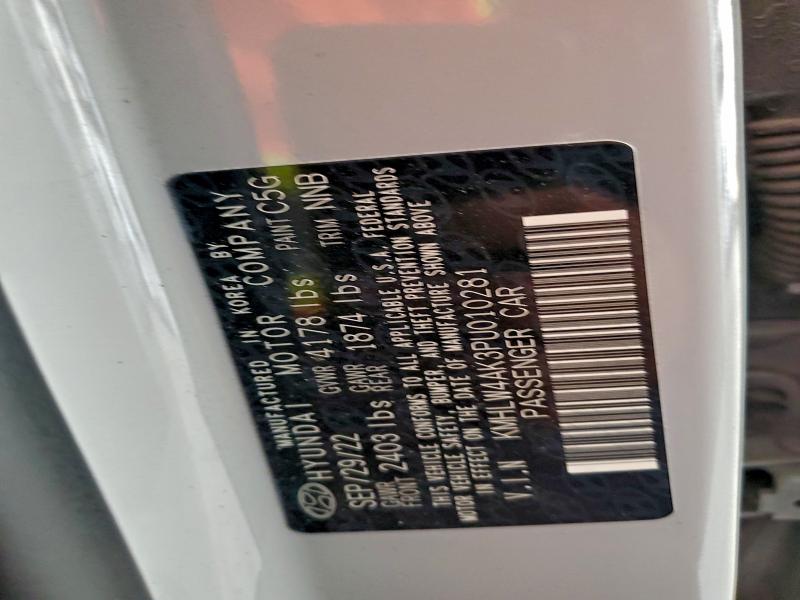 MANUFACTURED IN KOREA BY
HYUNDAI MOTOR COMPANY
SEP/29/22 GVWR 4178 lbs PAINT C5G
GAWR FRONT 2403 lbs GAWR REAR 1874 lbs TRIM NNB
THIS VEHICLE CONFORMS TO ALL APPLICABLE U.S.A. FEDERAL
MOTOR VEHICLE SAFETY, BUMPER, AND THEFT PREVENTION STANDARDS
IN EFFECT ON THE DATE OF MANUFACTURE SHOWN ABOVE
V.I.N KMHLW4AK3PU010281
PASSENGER CAR